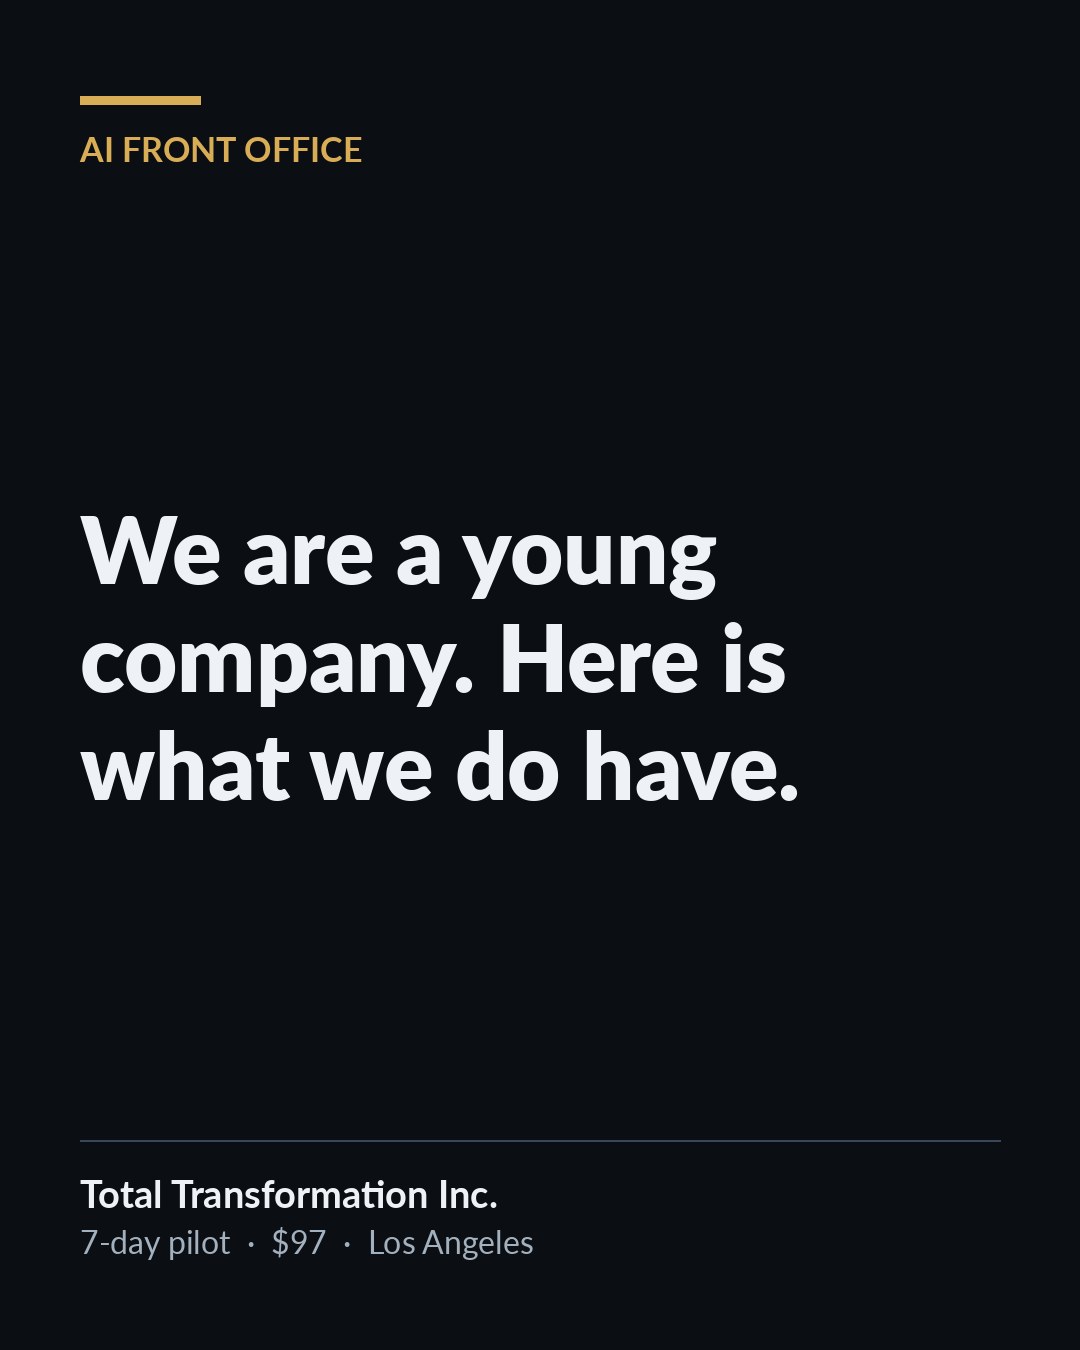 AI FRONT OFFICE
We are a young
company. Here is
what we do have.
Total Transformation Inc.
7-day pilot · $97 · Los Angeles